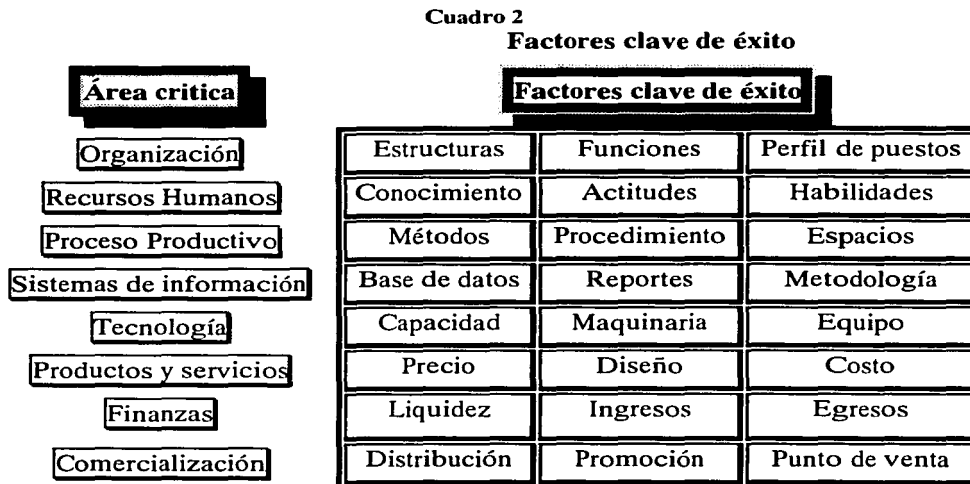 Cuadro 2
Factores clave de éxito
Área critica Factores clave de éxito
Organización Estructuras Funciones Perfil de puestos
Recursos Humanos Conocimiento Actitudes Habilidades
Proceso Productivo Métodos Procedimiento Espacios
Sistemas de información Base de datos Reportes Metodología
Tecnología Capacidad Maquinaria Equipo
Productos y servicios Precio Diseño Costo
Finanzas Liquidez Ingresos Egresos
Comercialización Distribución Promoción Punto de venta